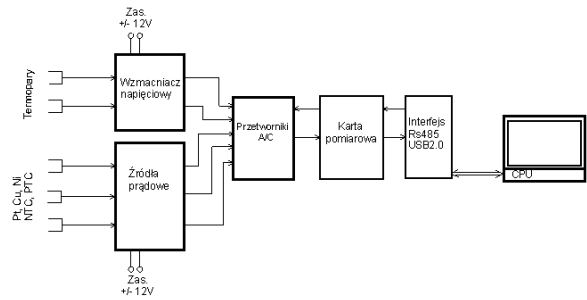 Zas.
+/- 12V
Termopary
Wzmacniacz
napięciowy
Przetworniki
A/C
Karta
pomiarowa
Interfejs
Rs485
USB2.0
CPU
Pt, Cu, Ni
NTC, PTC
Źródła
prądowe
Zas.
+/- 12V